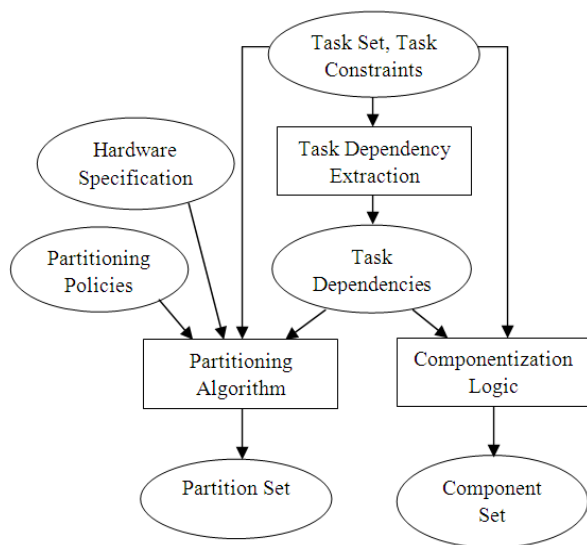 Task Set, Task
Constraints
Hardware
Specification
Task Dependency
Extraction
Partitioning
Policies
Task
Dependencies
Partitioning
Algorithm
Componentization
Logic
Partition Set
Component
Set